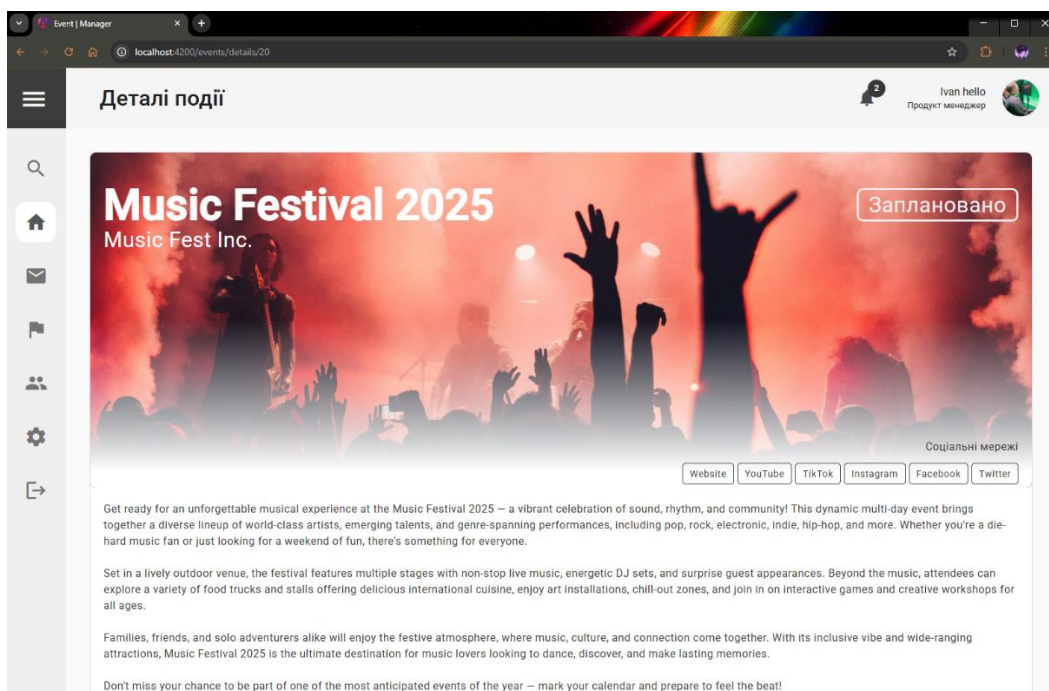 Event | Manager
localhost:4200/events/details/20
Деталі події
2
Ivan hello
Продукт менеджер
Music Festival 2025
Music Fest Inc.
Заплановано
Соціальні мережі
Website YouTube TikTok Instagram Facebook Twitter
Get ready for an unforgettable musical experience at the Music Festival 2025 — a vibrant celebration of sound, rhythm, and community! This dynamic multi-day event brings
together a diverse lineup of world-class artists, emerging talents, and genre-spanning performances, including pop, rock, electronic, indie, hip-hop, and more. Whether you're a die-
hard music fan or just looking for a weekend of fun, there's something for everyone.
Set in a lively outdoor venue, the festival features multiple stages with non-stop live music, energetic DJ sets, and surprise guest appearances. Beyond the music, attendees can
explore a variety of food trucks and stalls offering delicious international cuisine, enjoy art installations, chill-out zones, and join in on interactive games and creative workshops for
all ages.
Families, friends, and solo adventurers alike will enjoy the festive atmosphere, where music, culture, and connection come together. With its inclusive vibe and wide-ranging
attractions, Music Festival 2025 is the ultimate destination for music lovers looking to dance, discover, and make lasting memories.
Don't miss your chance to be part of one of the most anticipated events of the year — mark your calendar and prepare to feel the beat!